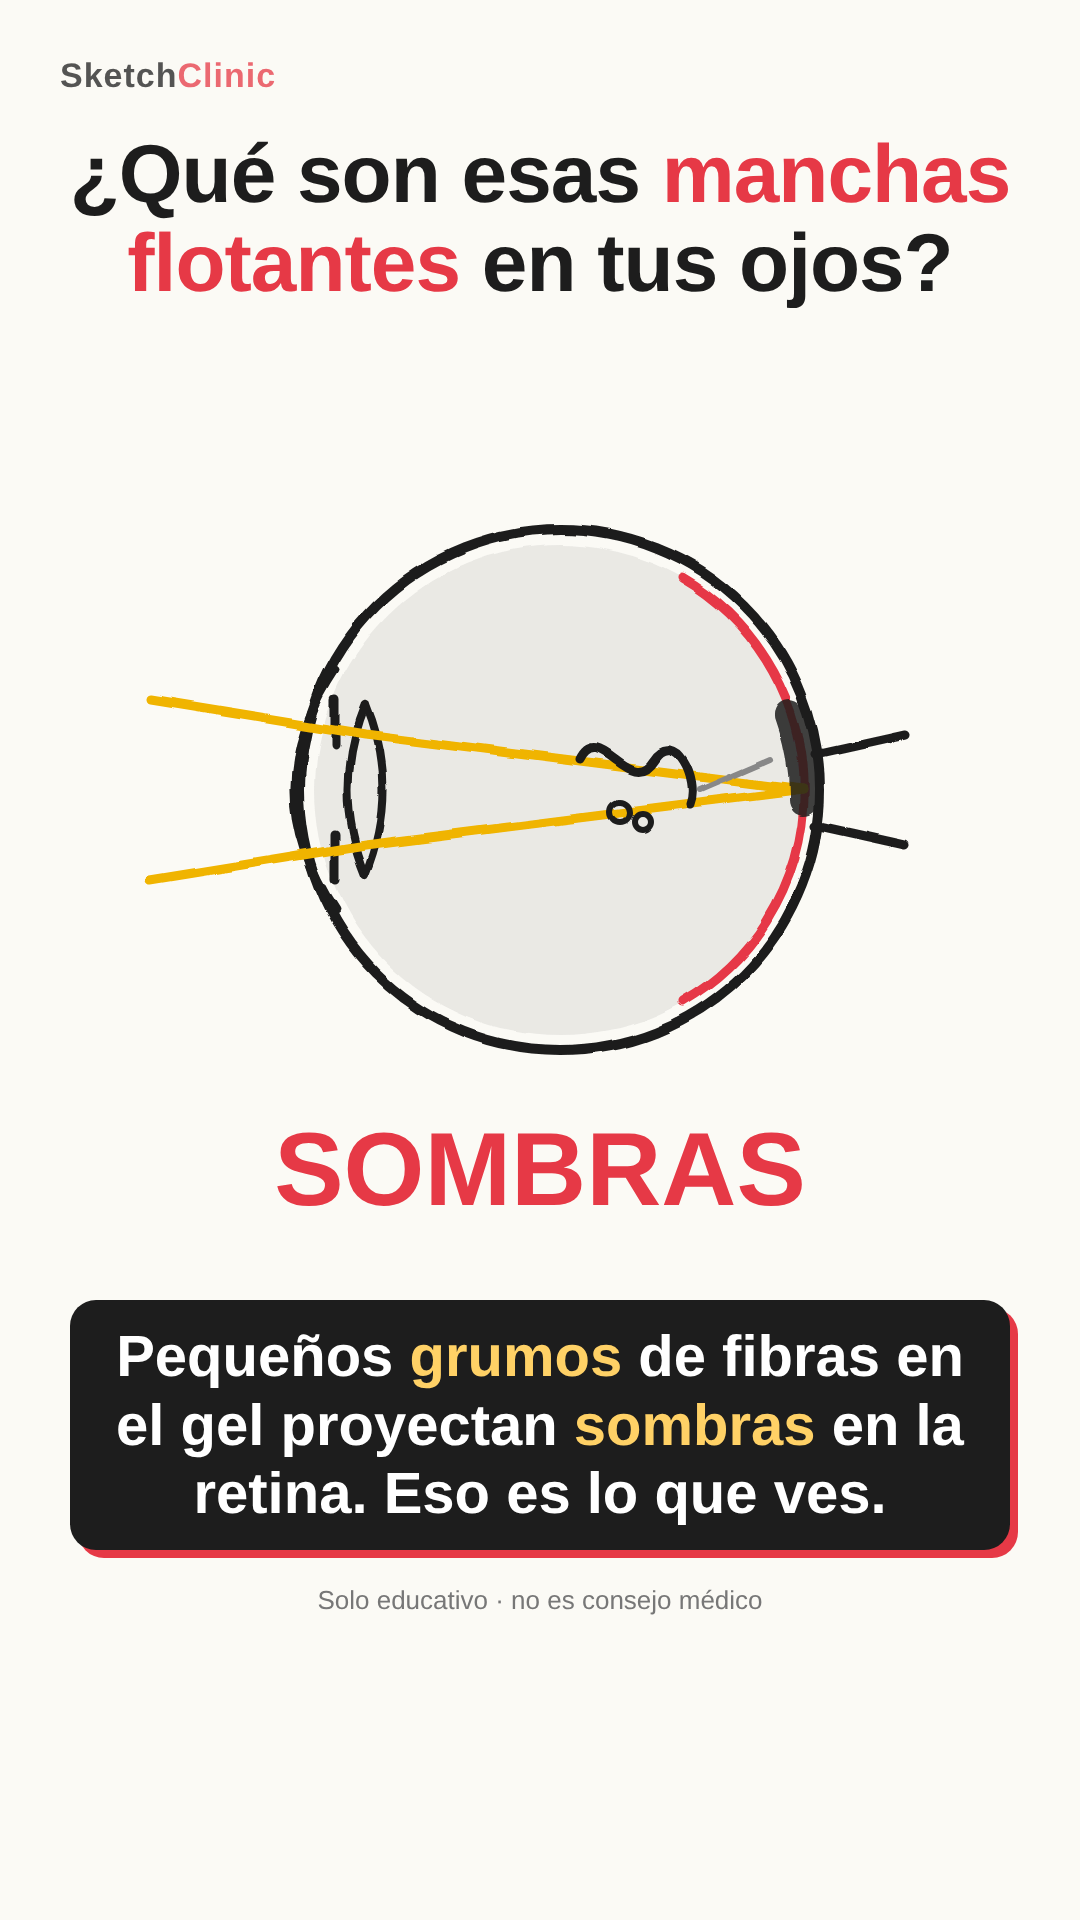 SketchClinic
¿Qué son esas manchas
flotantes en tus ojos?
SOMBRAS
Pequeños grumos de fibras en
el gel proyectan sombras en la
retina. Eso es lo que ves.
Solo educativo · no es consejo médico